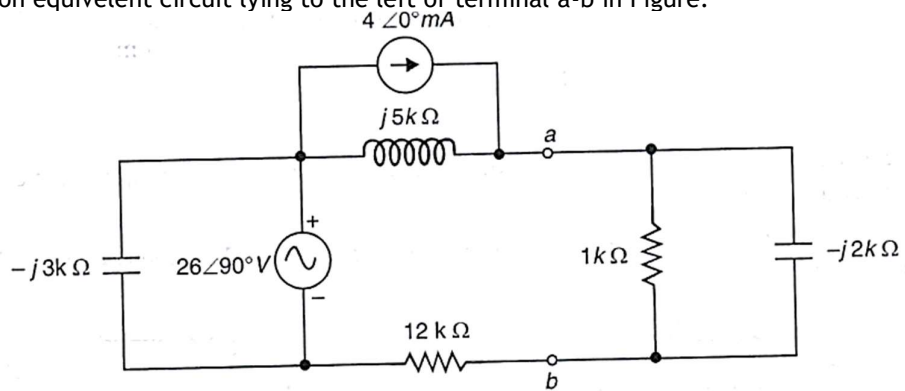 on equivelent circuit lying to the left of terminal a-b in Figure.
4 ∠0° mA
j5k Ω
a
-j3k Ω
26∠90° V
+
−
1k Ω
-j2k Ω
12 k Ω
b